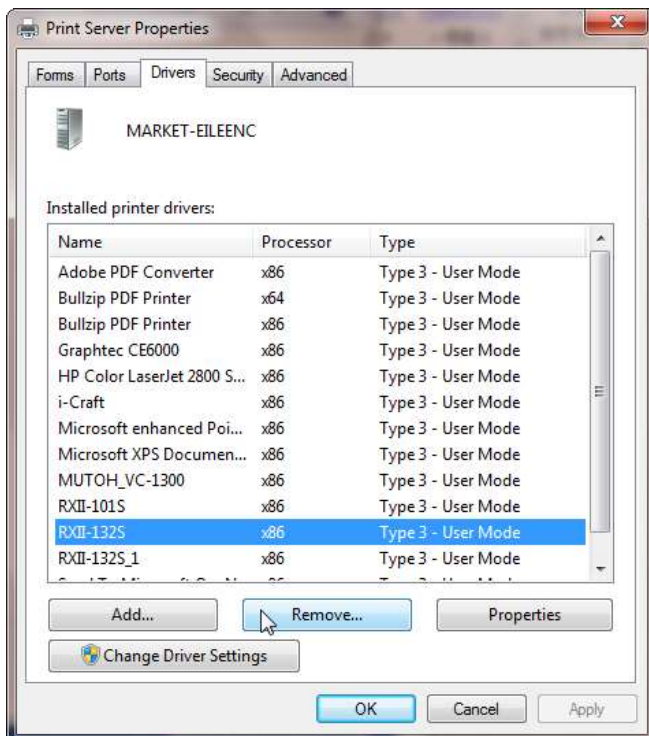 Print Server Properties
Forms Ports Drivers Security Advanced
MARKET-EILEENC
Installed printer drivers:
Name Processor Type
Adobe PDF Converter x86 Type 3 - User Mode
Bullzip PDF Printer x64 Type 3 - User Mode
Bullzip PDF Printer x86 Type 3 - User Mode
Graphtec CE6000 x86 Type 3 - User Mode
HP Color LaserJet 2800 S... x86 Type 3 - User Mode
i-Craft x86 Type 3 - User Mode
Microsoft enhanced Poi... x86 Type 3 - User Mode
Microsoft XPS Documen... x86 Type 3 - User Mode
MUTOH_VC-1300 x86 Type 3 - User Mode
RXII-101S x86 Type 3 - User Mode
RXII-132S x86 Type 3 - User Mode
RXII-132S_1 x86 Type 3 - User Mode
Add... Remove... Properties
Change Driver Settings
OK Cancel Apply